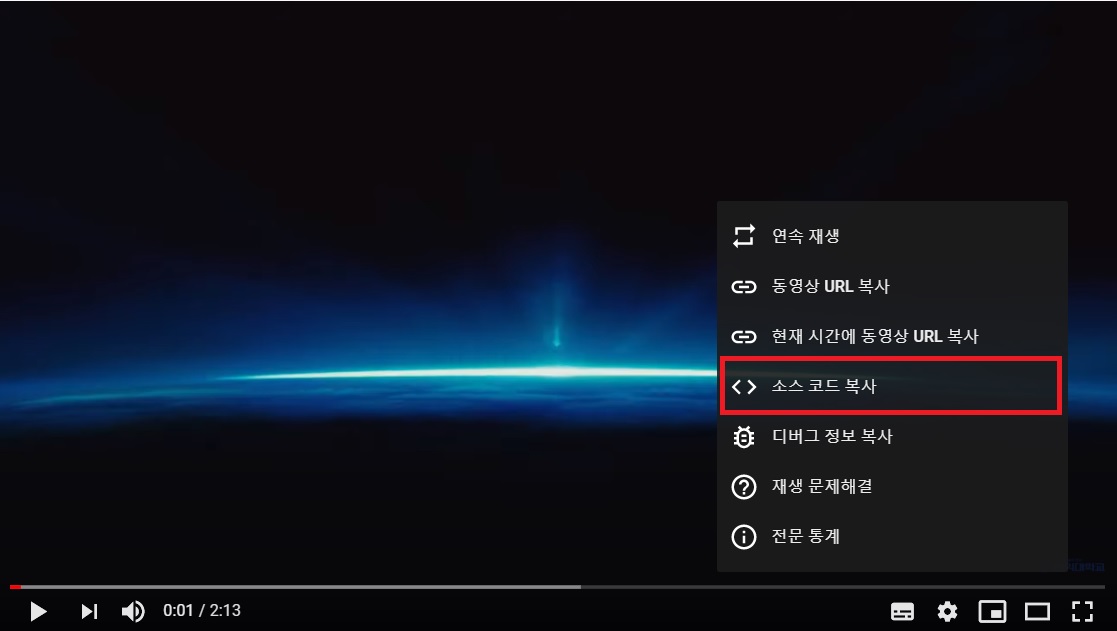 연속 재생
동영상 URL 복사
현재 시간에 동영상 URL 복사
소스 코드 복사
디버그 정보 복사
재생 문제해결
전문 통계
0:01 / 2:13